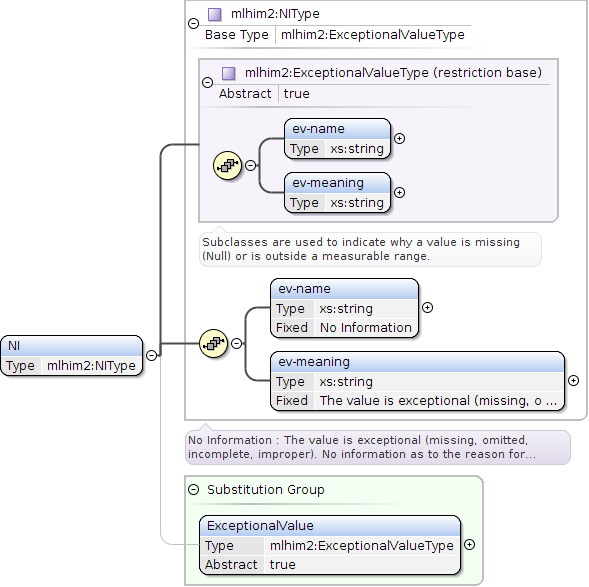 mlhim2:NIType
Base Type mlhim2:ExceptionalValueType
mlhim2:ExceptionalValueType (restriction base)
Abstract true
ev-name
Type xs:string
ev-meaning
Type xs:string
Subclasses are used to indicate why a value is missing
(Null) or is outside a measurable range.
ev-name
Type xs:string
Fixed No Information
NI
Type mlhim2:NIType
ev-meaning
Type xs:string
Fixed The value is exceptional (missing, o ...
No Information : The value is exceptional (missing, omitted,
incomplete, improper). No information as to the reason for...
Substitution Group
ExceptionalValue
Type mlhim2:ExceptionalValueType
Abstract true